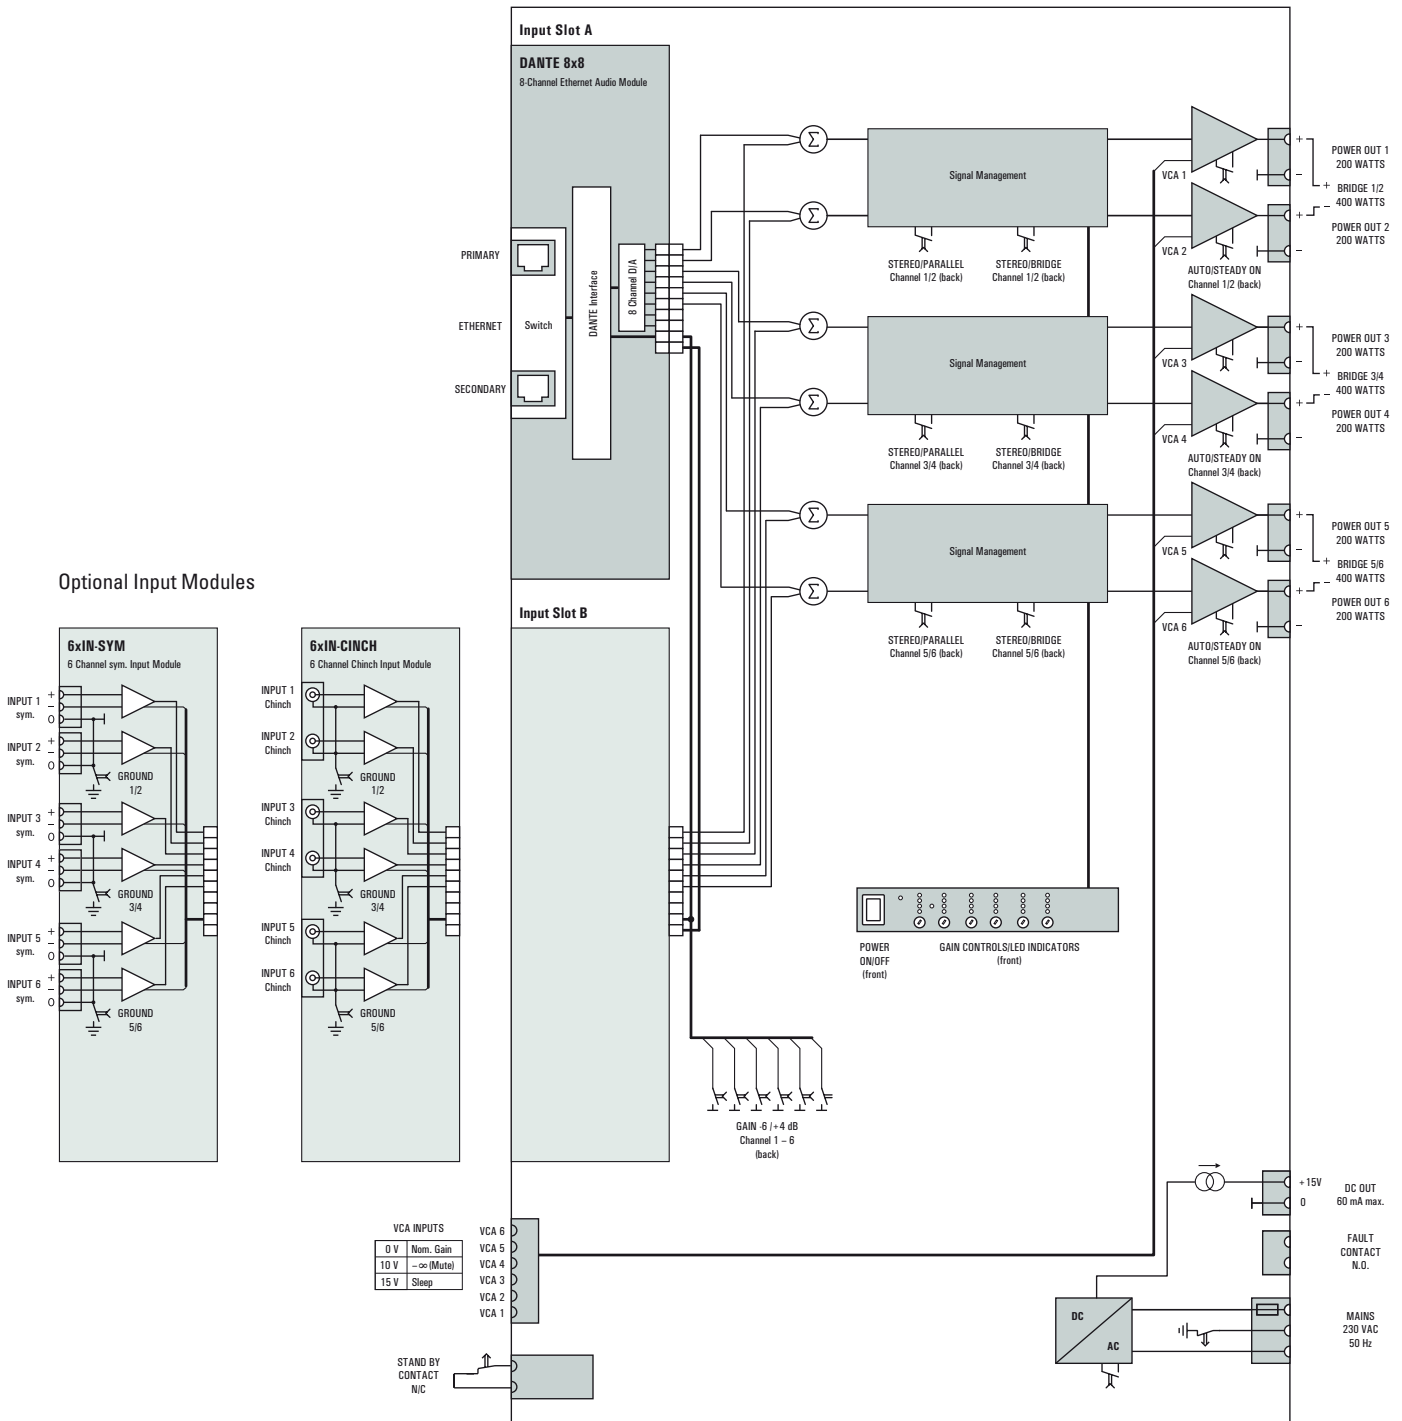 Input Slot A
DANTE 8x8
8-Channel Ethernet Audio Module
PRIMARY
ETHERNET
SECONDARY
Switch
DANTE Interface
8 Channel D/A
Σ
Σ
Σ
Σ
Σ
Σ
Signal Management
STEREO/PARALLEL
Channel 1/2 (back)
STEREO/BRIDGE
Channel 1/2 (back)
Signal Management
STEREO/PARALLEL
Channel 3/4 (back)
STEREO/BRIDGE
Channel 3/4 (back)
Signal Management
STEREO/PARALLEL
Channel 5/6 (back)
STEREO/BRIDGE
Channel 5/6 (back)
VCA 1
VCA 2
AUTO/STEADY ON
Channel 1/2 (back)
VCA 3
VCA 4
AUTO/STEADY ON
Channel 3/4 (back)
VCA 5
VCA 6
AUTO/STEADY ON
Channel 5/6 (back)
+
−
+
−
+ 
−
POWER OUT 1
200 WATTS
BRIDGE 1/2
400 WATTS
POWER OUT 2
200 WATTS
+
−
+
−
+
−
POWER OUT 3
200 WATTS
BRIDGE 3/4
400 WATTS
POWER OUT 4
200 WATTS
+
−
+
−
+
−
POWER OUT 5
200 WATTS
BRIDGE 5/6
400 WATTS
POWER OUT 6
200 WATTS
Optional Input Modules
6xIN-SYM
6 Channel sym. Input Module
INPUT 1
sym.
+
−
O
INPUT 2
sym.
+
−
O
GROUND
1/2
INPUT 3
sym.
+
−
O
INPUT 4
sym.
+
−
O
GROUND
3/4
INPUT 5
sym.
+
−
O
INPUT 6
sym.
+
−
O
GROUND
5/6
6xIN-CINCH
6 Channel Chinch Input Module
INPUT 1
Chinch
INPUT 2
Chinch
GROUND
1/2
INPUT 3
Chinch
INPUT 4
Chinch
GROUND
3/4
INPUT 5
Chinch
INPUT 6
Chinch
GROUND
5/6
Input Slot B
POWER
ON/OFF
(front)
GAIN CONTROLS/LED INDICATORS
(front)
GAIN -6 /+4 dB
Channel 1 – 6
(back)
VCA INPUTS
0 V Nom. Gain
10 V −∞ (Mute)
15 V Sleep
VCA 6
VCA 5
VCA 4
VCA 3
VCA 2
VCA 1
STAND BY
CONTACT
N/C
DC
AC
+15V
0
DC OUT
60 mA max.
FAULT
CONTACT
N.O.
MAINS
230 VAC
50 Hz